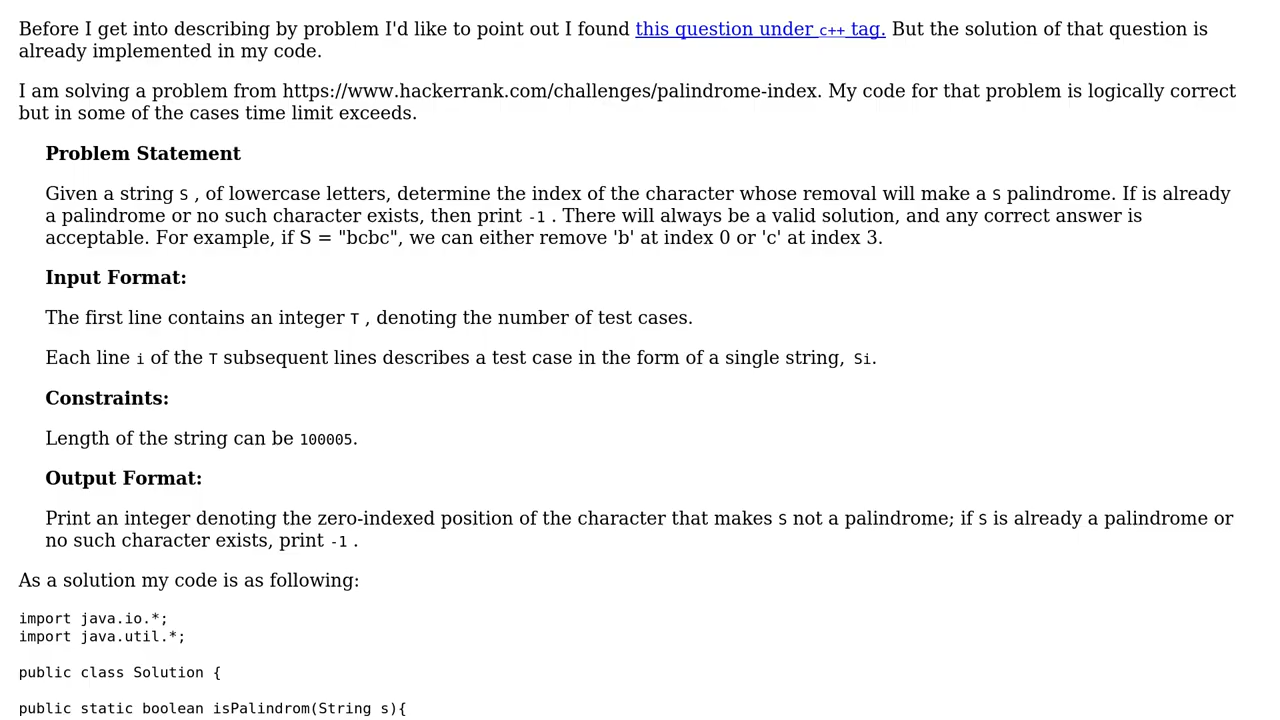 Before I get into describing by problem I'd like to point out I found this question under c++ tag. But the solution of that question is
already implemented in my code.
I am solving a problem from https://www.hackerrank.com/challenges/palindrome-index. My code for that problem is logically correct
but in some of the cases time limit exceeds.
Problem Statement
Given a string S , of lowercase letters, determine the index of the character whose removal will make a S palindrome. If is already
a palindrome or no such character exists, then print -1 . There will always be a valid solution, and any correct answer is
acceptable. For example, if S = "bcbc", we can either remove 'b' at index 0 or 'c' at index 3.
Input Format:
The first line contains an integer T , denoting the number of test cases.
Each line i of the T subsequent lines describes a test case in the form of a single string, Si.
Constraints:
Length of the string can be 100005.
Output Format:
Print an integer denoting the zero-indexed position of the character that makes S not a palindrome; if S is already a palindrome or
no such character exists, print -1 .
As a solution my code is as following:
import java.io.*;
import java.util.*;
public class Solution {
public static boolean isPalindrom(String s){